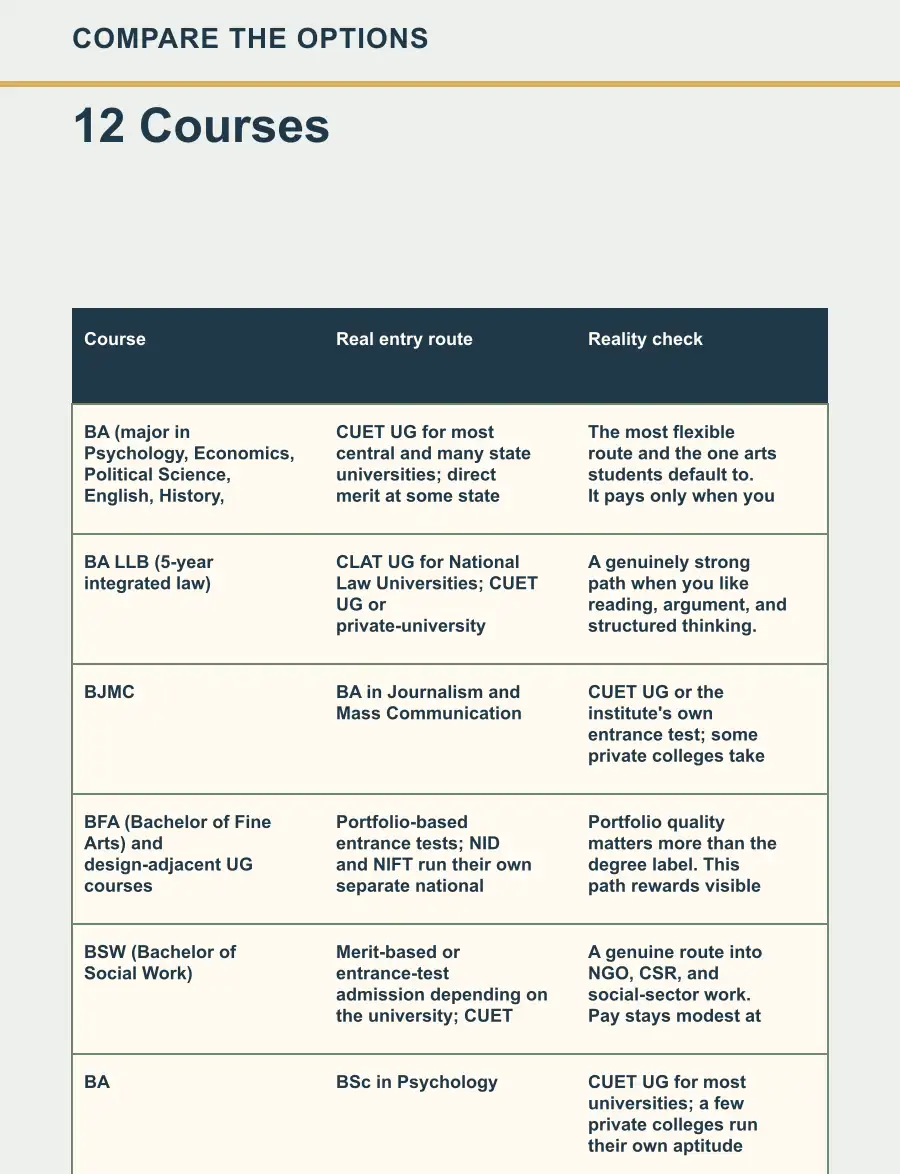 COMPARE THE OPTIONS
12 Courses
Course
Real entry route
Reality check
BA (major in
Psychology, Economics,
Political Science,
English, History,
CUET UG for most
central and many state
universities; direct
merit at some state
The most flexible
route and the one arts
students default to.
It pays only when you
BA LLB (5-year
integrated law)
CLAT UG for National
Law Universities; CUET
UG or
private-university
A genuinely strong
path when you like
reading, argument, and
structured thinking.
BJMC
BA in Journalism and
Mass Communication
CUET UG or the
institute's own
entrance test; some
private colleges take
BFA (Bachelor of Fine
Arts) and
design-adjacent UG
courses
Portfolio-based
entrance tests; NID
and NIFT run their own
separate national
Portfolio quality
matters more than the
degree label. This
path rewards visible
BSW (Bachelor of
Social Work)
Merit-based or
entrance-test
admission depending on
the university; CUET
A genuine route into
NGO, CSR, and
social-sector work.
Pay stays modest at
BA
BSc in Psychology
CUET UG for most
universities; a few
private colleges run
their own aptitude